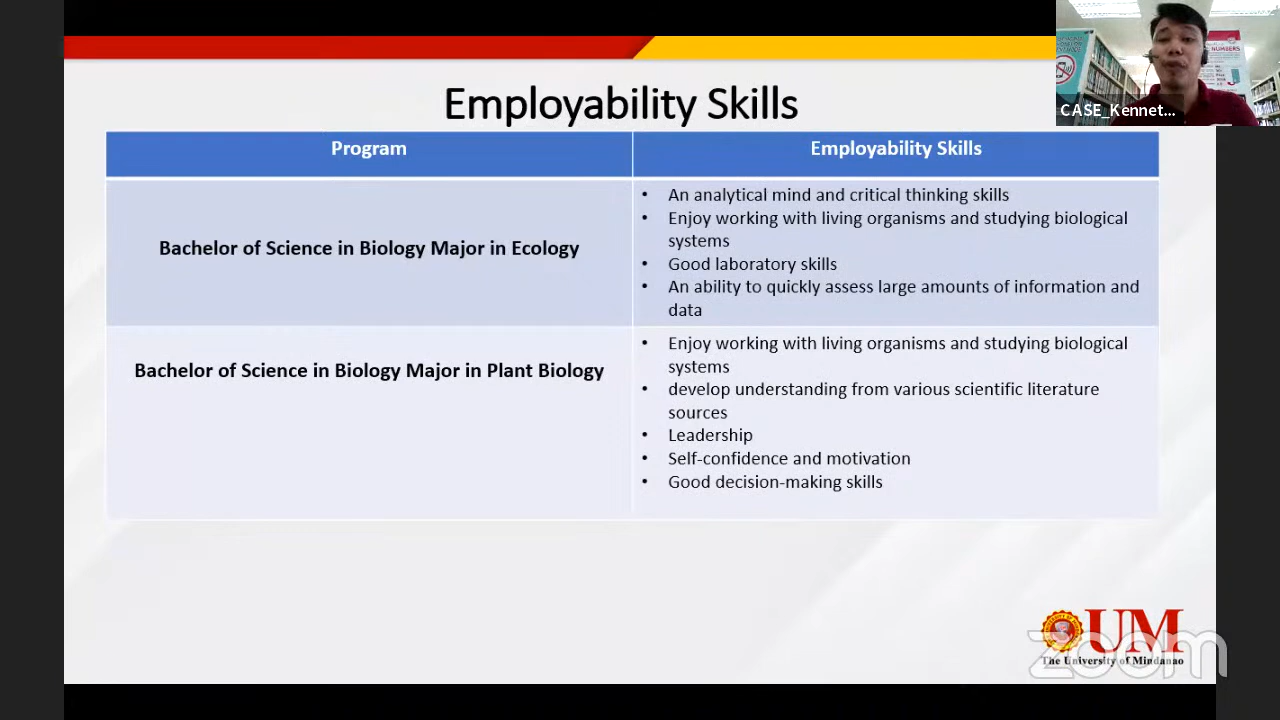 Employability Skills
CASE_Kennet...
NUMBERS
Program
Employability Skills
Bachelor of Science in Biology Major in Ecology
• An analytical mind and critical thinking skills
• Enjoy working with living organisms and studying biological
systems
• Good laboratory skills
• An ability to quickly assess large amounts of information and
data
Bachelor of Science in Biology Major in Plant Biology
• Enjoy working with living organisms and studying biological
systems
• develop understanding from various scientific literature
sources
• Leadership
• Self-confidence and motivation
• Good decision-making skills
UM
The University of Mindanao
zoom